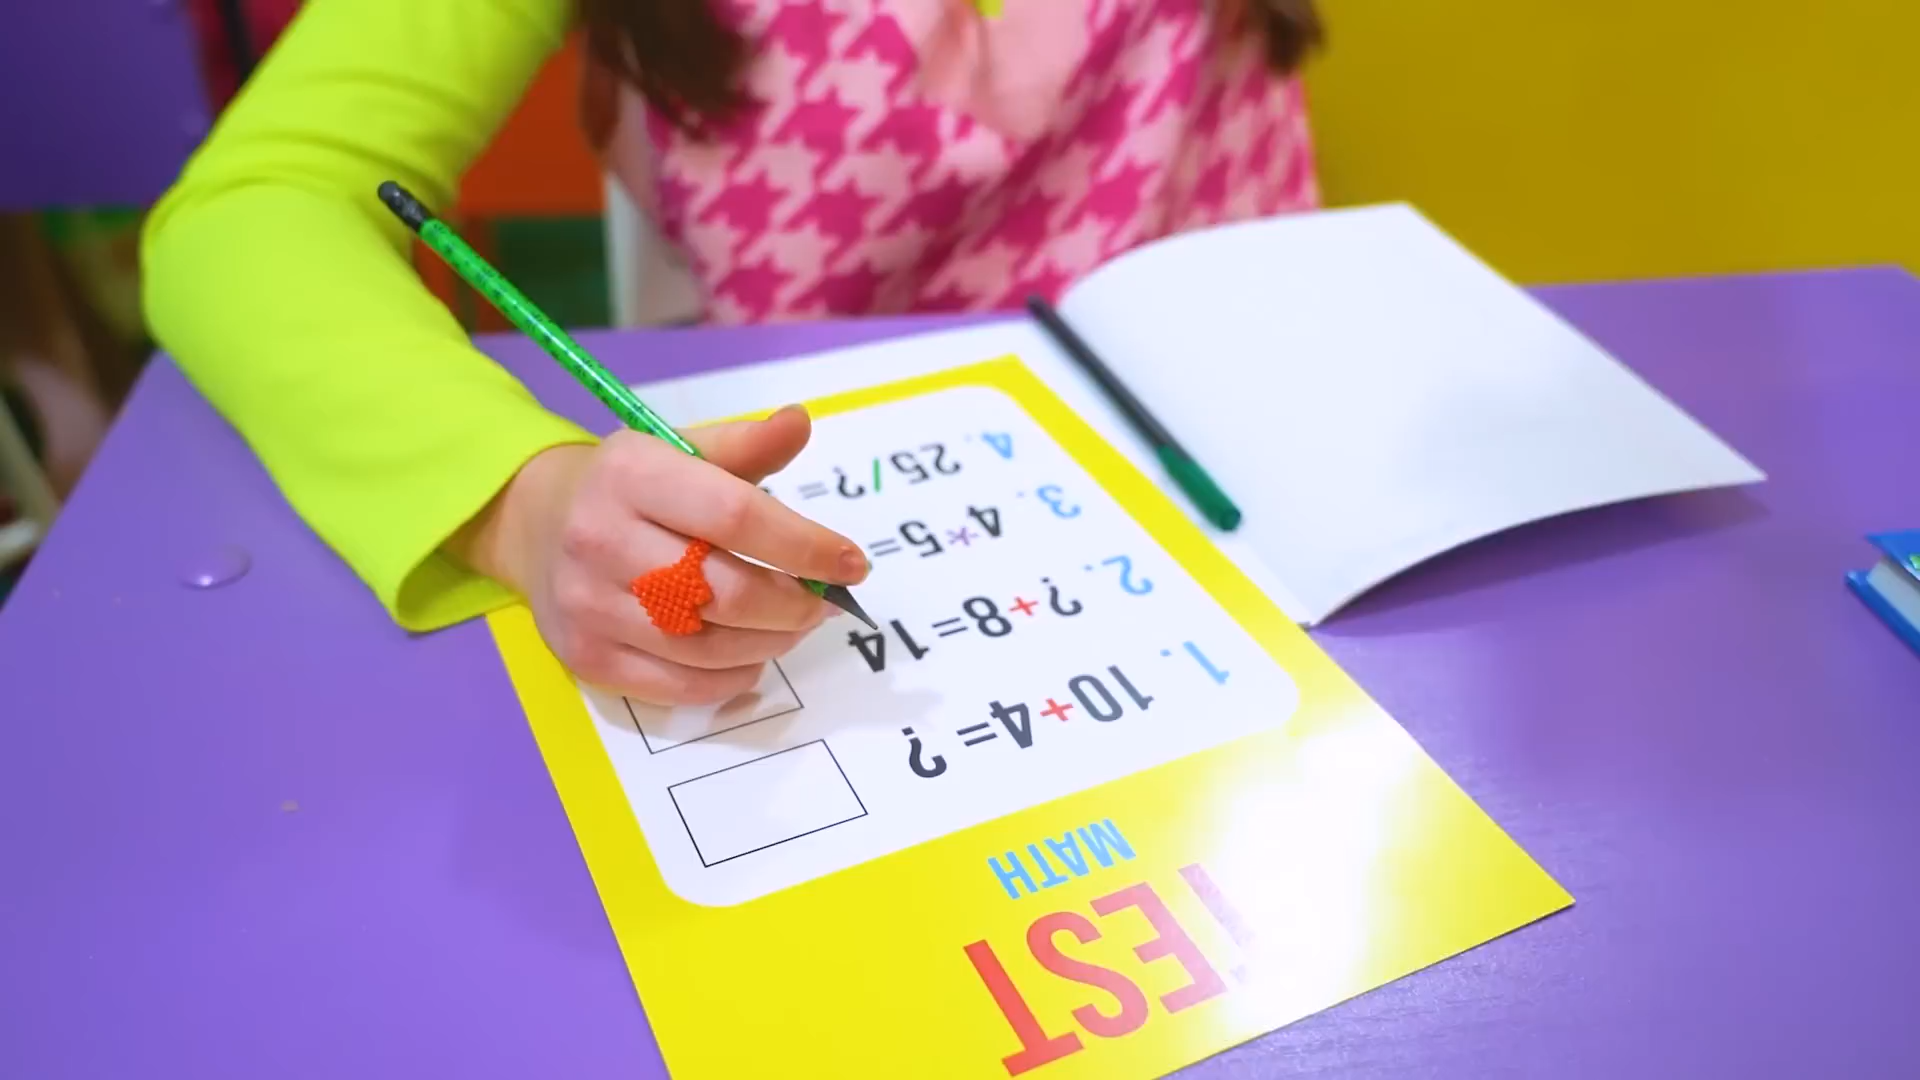 TEST
MATH
1. 10+4=?
2. ?+8=14
3. 4*5=
4. 25/?=